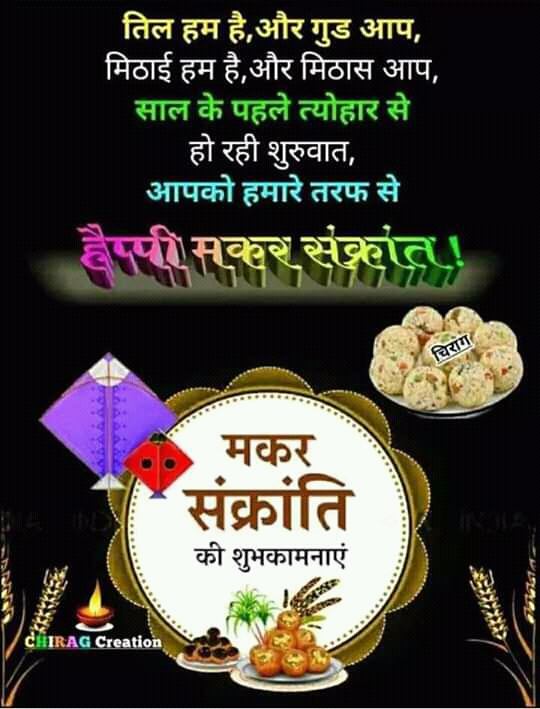 तिल हम है,और गुड आप,
मिठाई हम है,और मिठास आप,
साल के पहले त्योहार से
हो रही शुरुवात,
आपको हमारे तरफ से
हैप्पी मकर संक्रांत !
चिराग
मकर
संक्रांति
की शुभकामनाएं
CHIRAG Creation